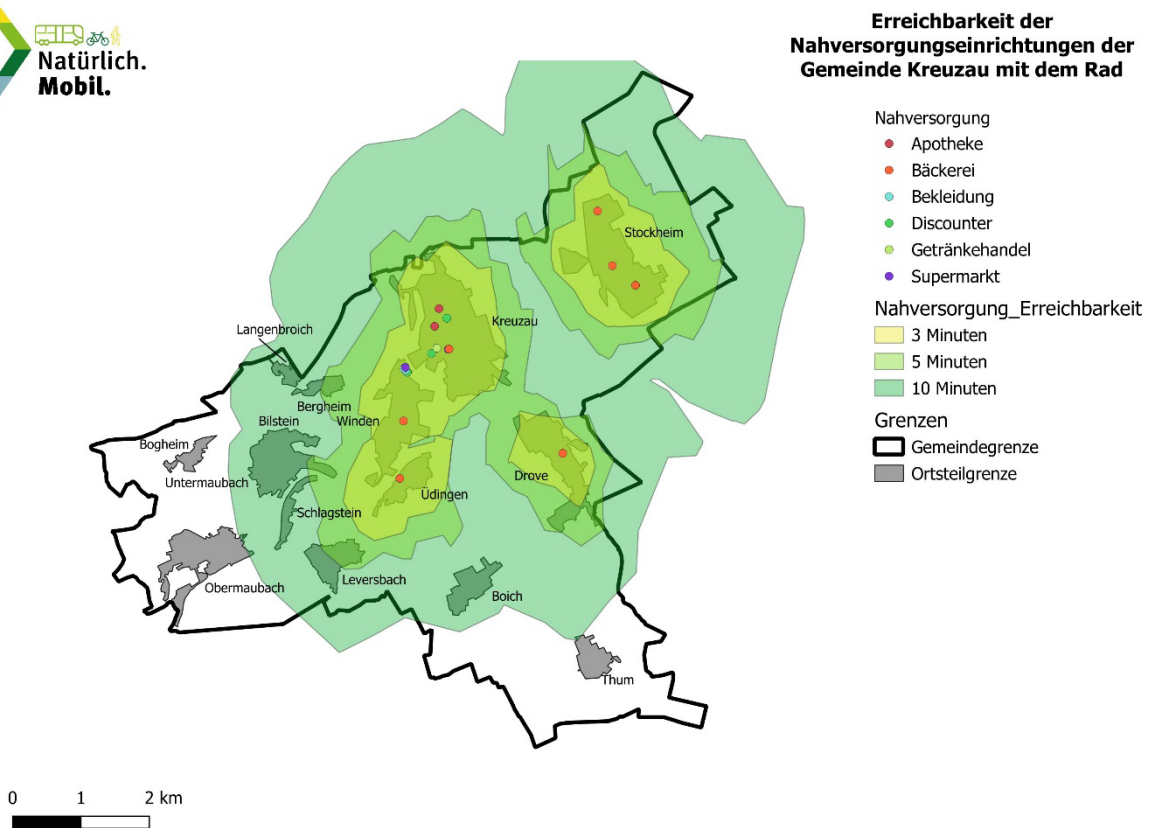 Natürlich.
Mobil.
Erreichbarkeit der
Nahversorgungseinrichtungen der
Gemeinde Kreuzau mit dem Rad
Nahversorgung
Apotheke
Bäckerei
Bekleidung
Discounter
Getränkehandel
Supermarkt
Nahversorgung_Erreichbarkeit
3 Minuten
5 Minuten
10 Minuten
Grenzen
Gemeindegrenze
Ortsteilgrenze
Stockheim
Kreuzau
Langenbroich
Bergheim
Winden
Bilstein
Bogheim
Untermaubach
Drove
Üdingen
Schlagstein
Obermaubach
Leversbach
Boich
Thum
0 1 2 km